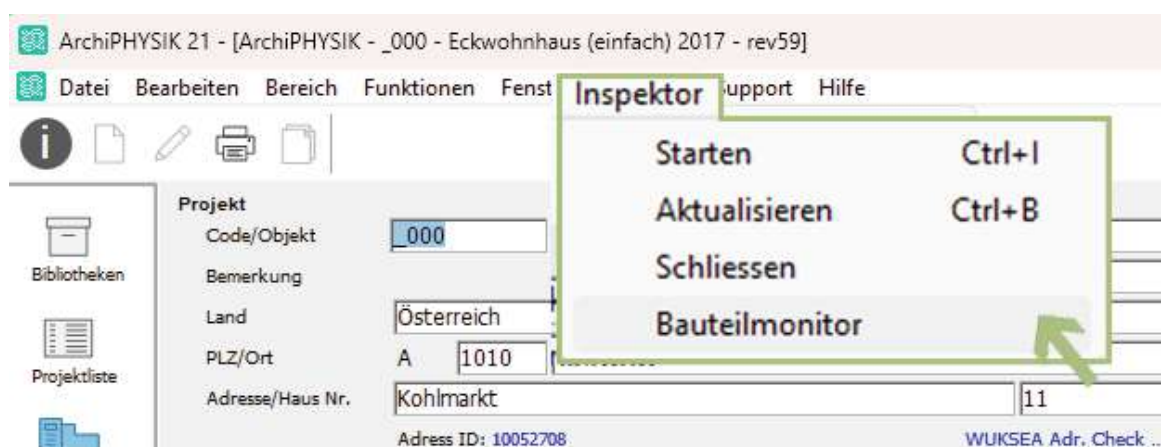 ArchiPHYSIK 21 - [ArchiPHYSIK - _000 - Eckwohnhaus (einfach) 2017 - rev59]
Datei Bearbeiten Bereich Funktionen Fenst Inspektor upport Hilfe
Starten Ctrl+I
Aktualisieren Ctrl+B
Schliessen
Bauteilmonitor
Bibliotheken
Projektliste
Projekt
Code/Objekt _000
Bemerkung
Land Österreich
PLZ/Ort A 1010
Adresse/Haus Nr. Kohlmarkt 11
Adress ID: 10052708 WUKSEA Adr. Check ..